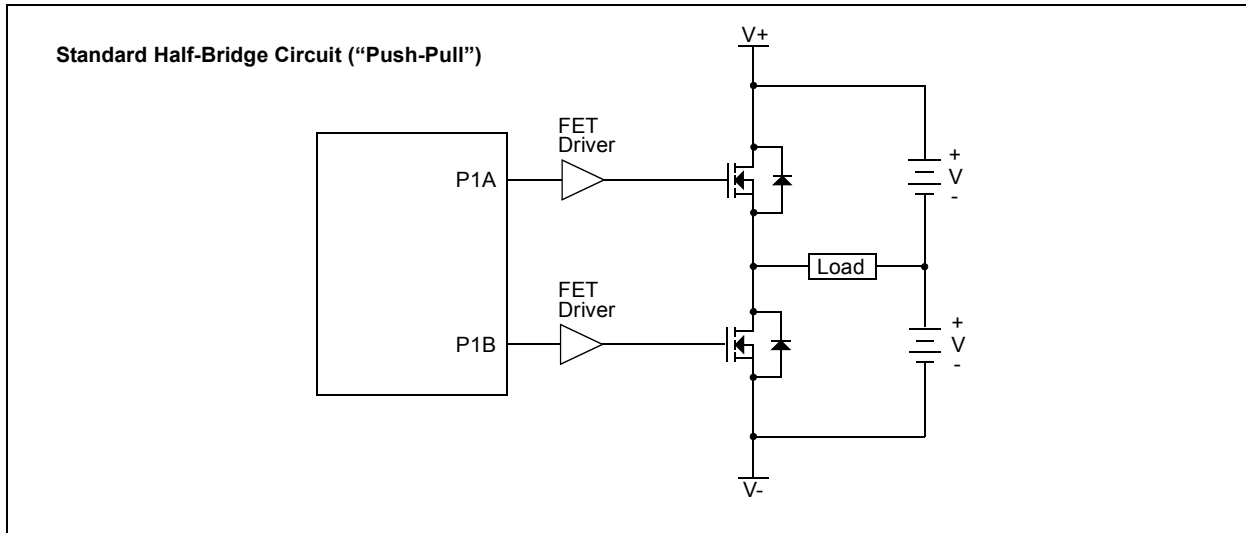 Standard Half-Bridge Circuit (“Push-Pull”)
V+
FET
Driver
P1A
+
V
-
Load
FET
Driver
P1B
+
V
-
V-